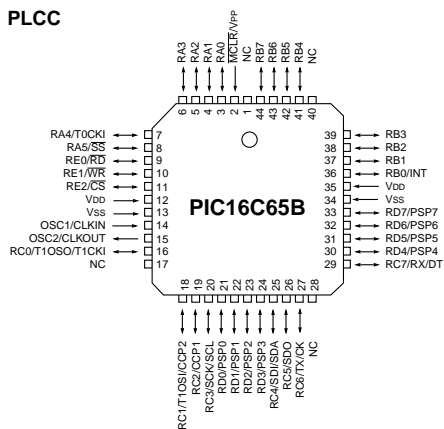 PLCC
RA3
RA2
RA1
RA0
MCLR/VPP
NC
RB7
RB6
RB5
RB4
NC
6
5
4
3
2
1
44
43
42
41
40
RA4/T0CKI 7
RA5/SS 8
RE0/RD 9
RE1/WR 10
RE2/CS 11
VDD 12
VSS 13
OSC1/CLKIN 14
OSC2/CLKOUT 15
RC0/T1OSO/T1CKI 16
NC 17
PIC16C65B
39 RB3
38 RB2
37 RB1
36 RB0/INT
35 VDD
34 VSS
33 RD7/PSP7
32 RD6/PSP6
31 RD5/PSP5
30 RD4/PSP4
29 RC7/RX/DT
18
19
20
21
22
23
24
25
26
27
28
RC1/T1OSI/CCP2
RC2/CCP1
RC3/SCK/SCL
RD0/PSP0
RD1/PSP1
RD2/PSP2
RD3/PSP3
RC4/SDI/SDA
RC5/SDO
RC6/TX/CK
NC